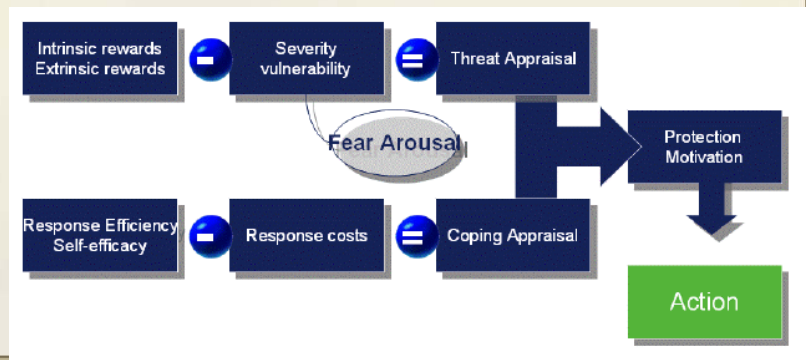 Intrinsic rewards
Extrinsic rewards
-
Severity
vulnerability
=
Threat Appraisal
Fear Arousal
Protection
Motivation
Response Efficiency
Self-efficacy
-
Response costs
=
Coping Appraisal
Action